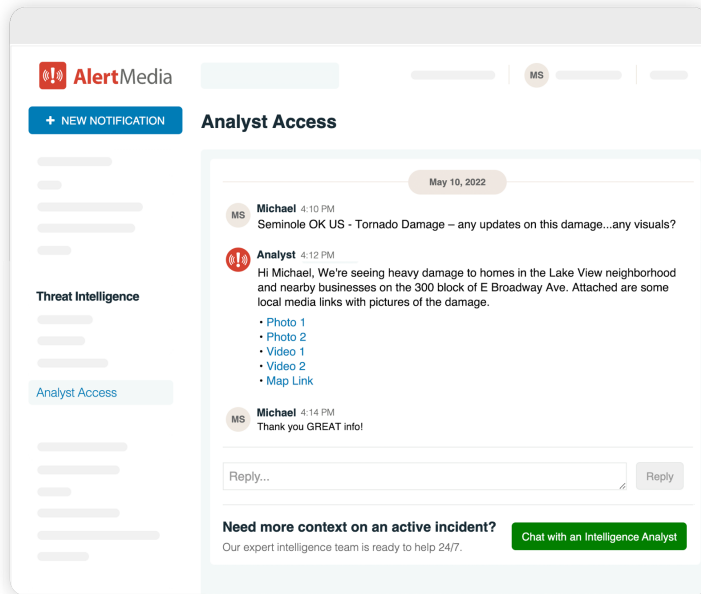 AlertMedia
MS
+ NEW NOTIFICATION
Analyst Access
Threat Intelligence
Analyst Access
May 10, 2022
MS
Michael 4:10 PM
Seminole OK US - Tornado Damage – any updates on this damage...any visuals?
Analyst 4:12 PM
Hi Michael, We're seeing heavy damage to homes in the Lake View neighborhood
and nearby businesses on the 300 block of E Broadway Ave. Attached are some
local media links with pictures of the damage.
• Photo 1
• Photo 2
• Video 1
• Video 2
• Map Link
MS
Michael 4:14 PM
Thank you GREAT info!
Reply...
Reply
Need more context on an active incident?
Our expert intelligence team is ready to help 24/7.
Chat with an Intelligence Analyst